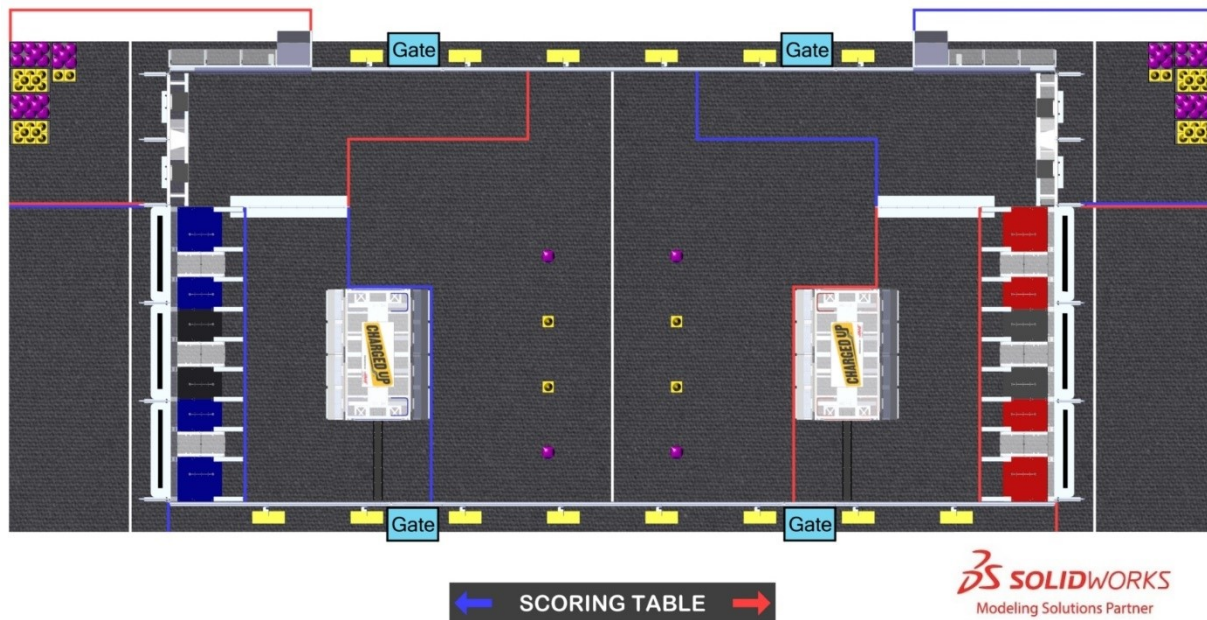 Gate
Gate
CHARGED UP
CHARGED UP
Gate
Gate
SCORING TABLE
SOLIDWORKS
Modeling Solutions Partner